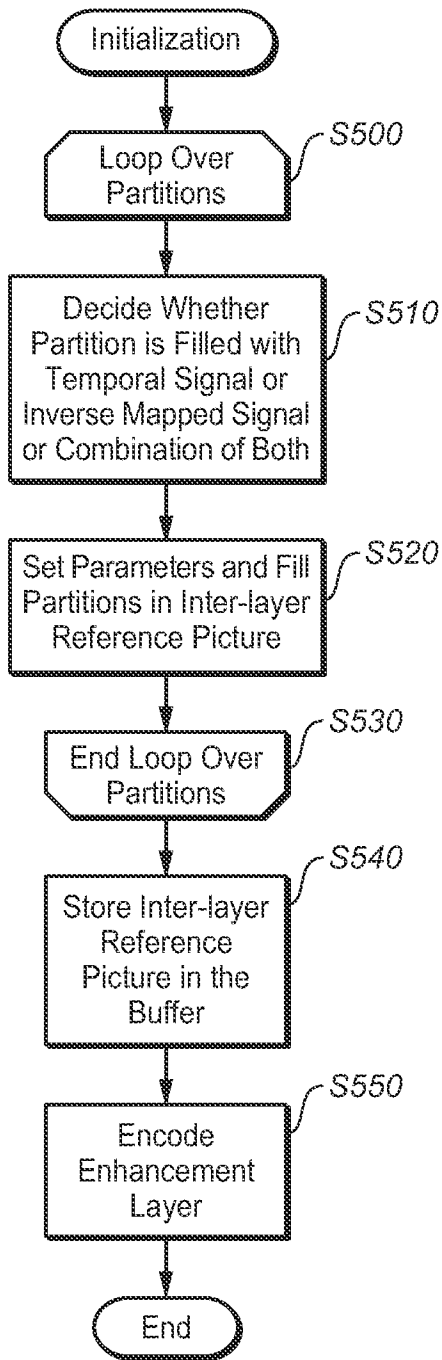 Initialization
S500
Loop Over
Partitions
S510
Decide Whether
Partition is Filled with
Temporal Signal or
Inverse Mapped Signal
or Combination of Both
S520
Set Parameters and Fill
Partitions in Inter-layer
Reference Picture
S530
End Loop Over
Partitions
S540
Store Inter-layer
Reference
Picture in the
Buffer
S550
Encode
Enhancement
Layer
End